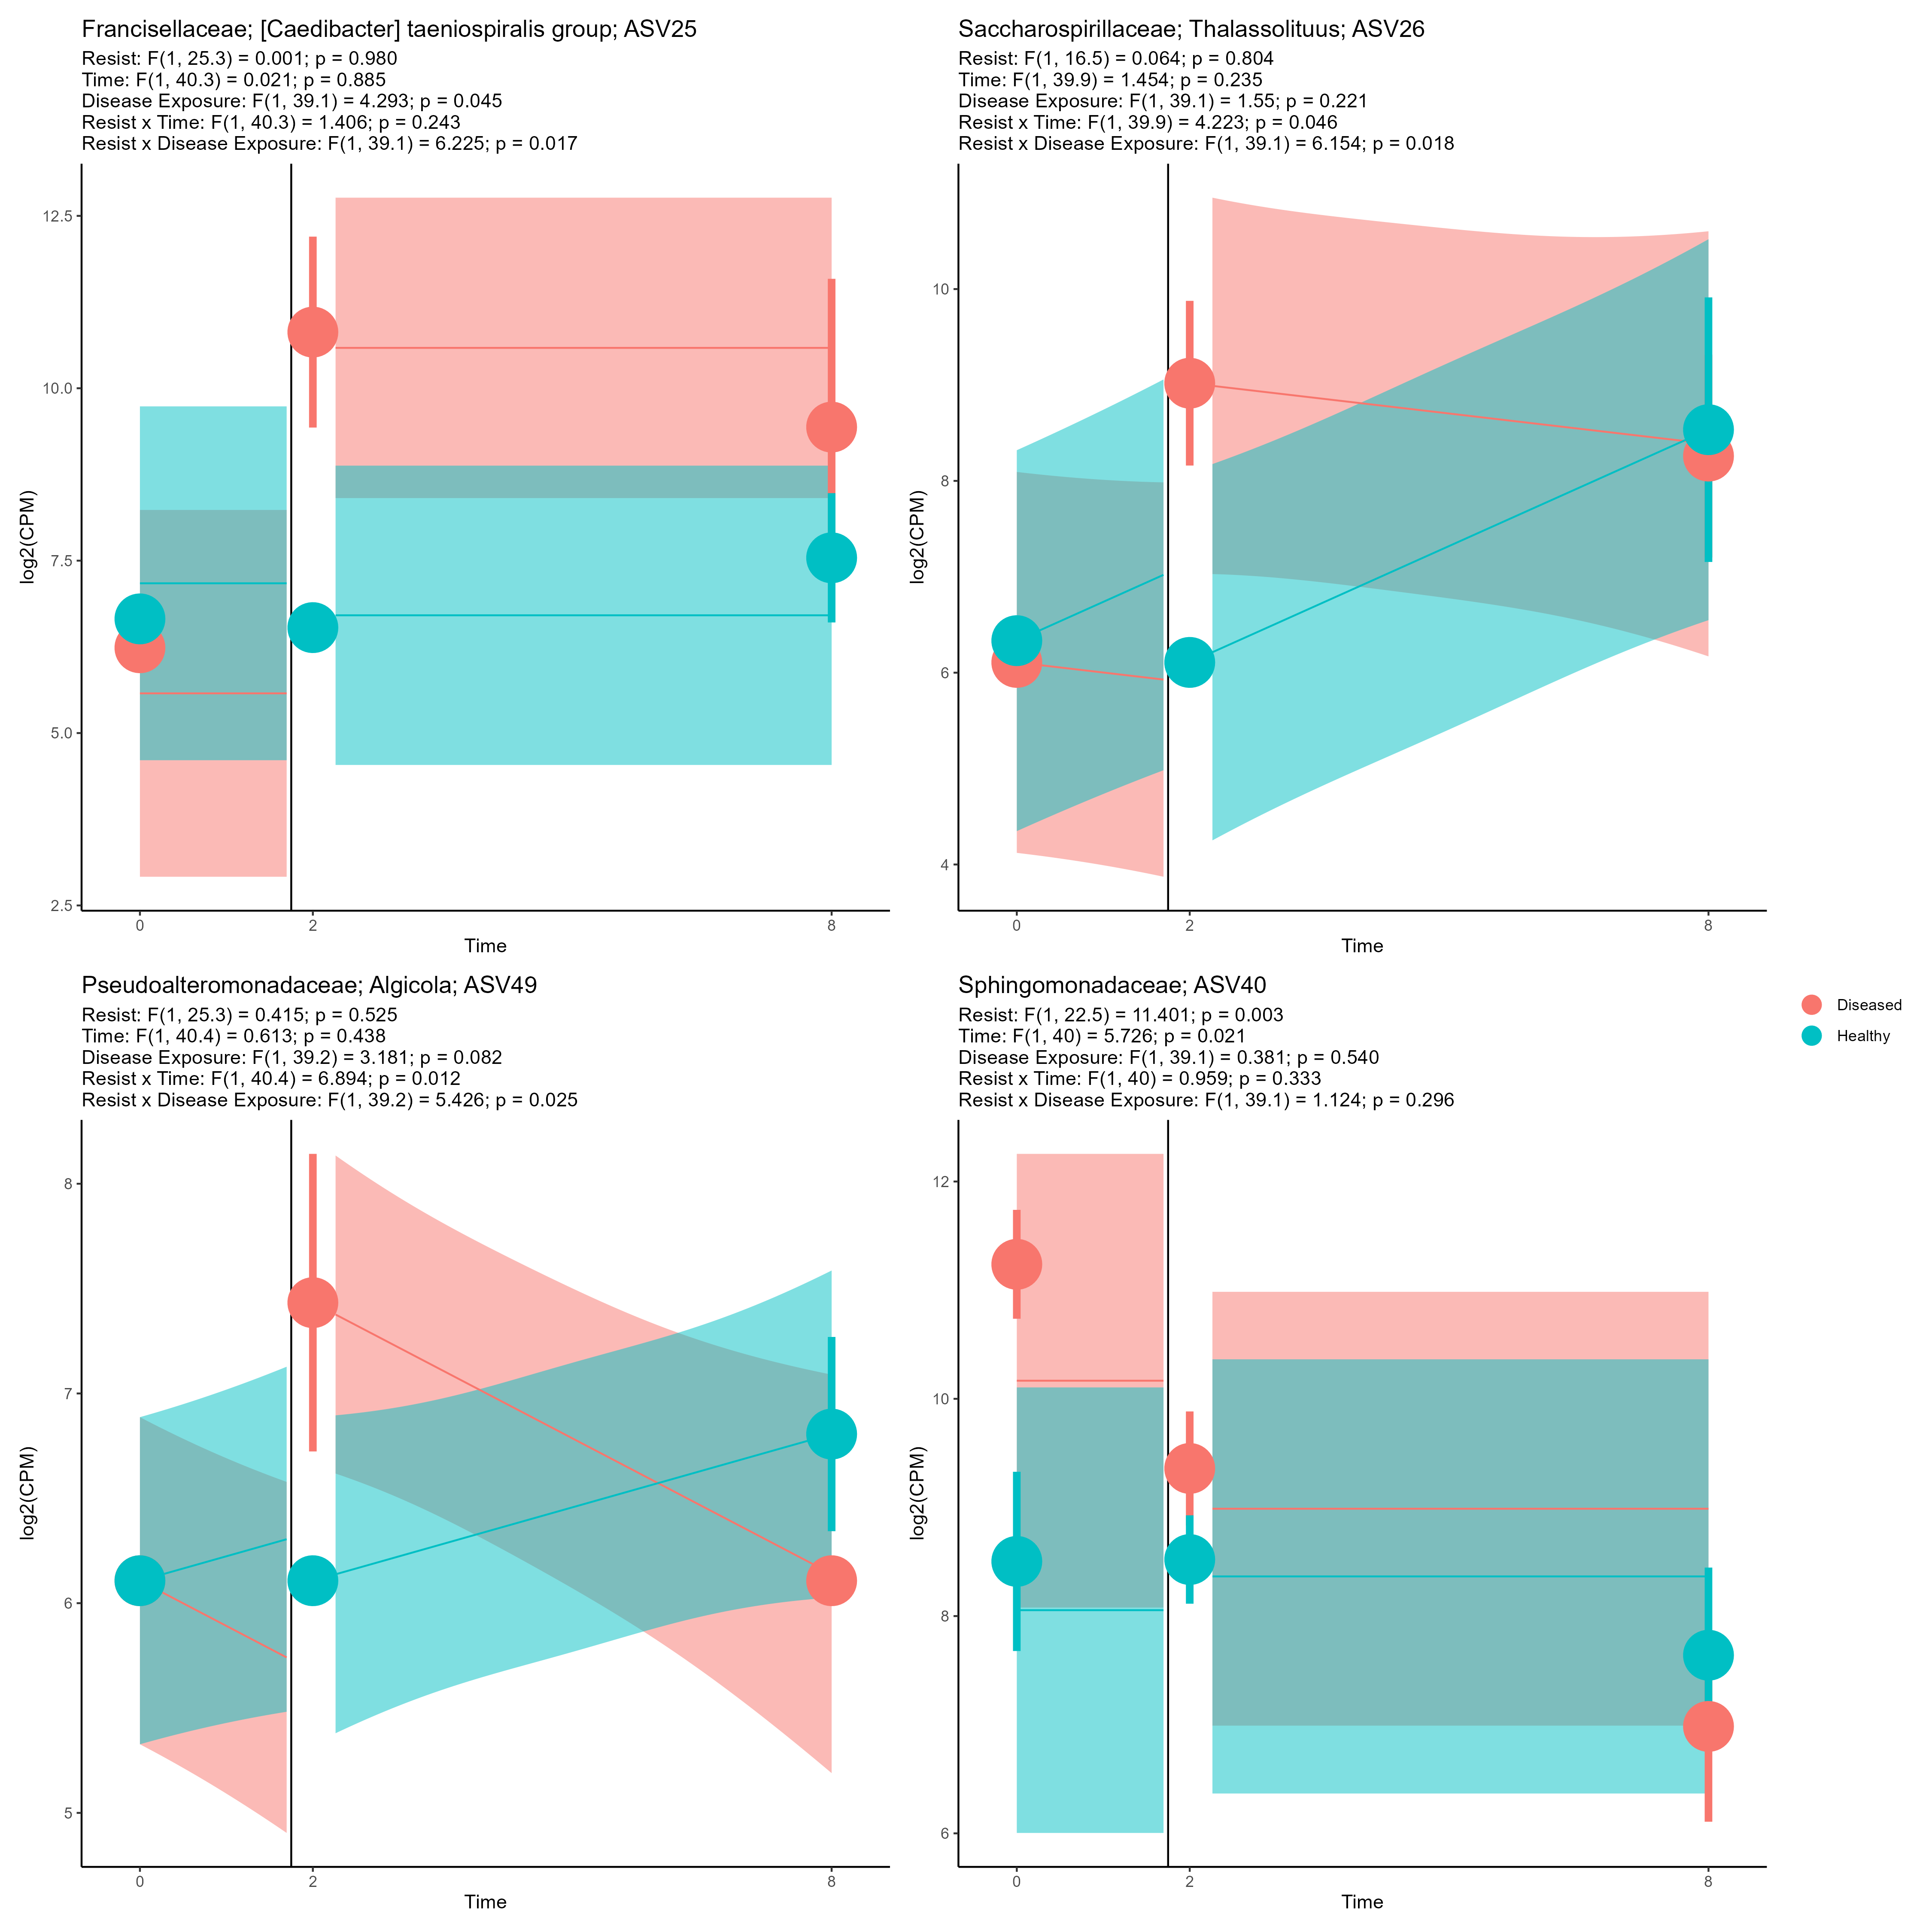 Francisellaceae; [Caedibacter] taeniospiralis group; ASV25
Resist: F(1, 25.3) = 0.001; p = 0.980
Time: F(1, 40.3) = 0.021; p = 0.885
Disease Exposure: F(1, 39.1) = 4.293; p = 0.045
Resist x Time: F(1, 40.3) = 1.406; p = 0.243
Resist x Disease Exposure: F(1, 39.1) = 6.225; p = 0.017
log2(CPM)
12.5
10.0
7.5
5.0
2.5
0
2
8
Time
Saccharospirillaceae; Thalassolituus; ASV26
Resist: F(1, 16.5) = 0.064; p = 0.804
Time: F(1, 39.9) = 1.454; p = 0.235
Disease Exposure: F(1, 39.1) = 1.55; p = 0.221
Resist x Time: F(1, 39.9) = 4.223; p = 0.046
Resist x Disease Exposure: F(1, 39.1) = 6.154; p = 0.018
log2(CPM)
10
8
6
4
0
2
8
Time
Pseudoalteromonadaceae; Algicola; ASV49
Resist: F(1, 25.3) = 0.415; p = 0.525
Time: F(1, 40.4) = 0.613; p = 0.438
Disease Exposure: F(1, 39.2) = 3.181; p = 0.082
Resist x Time: F(1, 40.4) = 6.894; p = 0.012
Resist x Disease Exposure: F(1, 39.2) = 5.426; p = 0.025
log2(CPM)
8
7
6
5
0
2
8
Time
Sphingomonadaceae; ASV40
Resist: F(1, 22.5) = 11.401; p = 0.003
Time: F(1, 40) = 5.726; p = 0.021
Disease Exposure: F(1, 39.1) = 0.381; p = 0.540
Resist x Time: F(1, 40) = 0.959; p = 0.333
Resist x Disease Exposure: F(1, 39.1) = 1.124; p = 0.296
log2(CPM)
12
10
8
6
0
2
8
Time
Diseased
Healthy